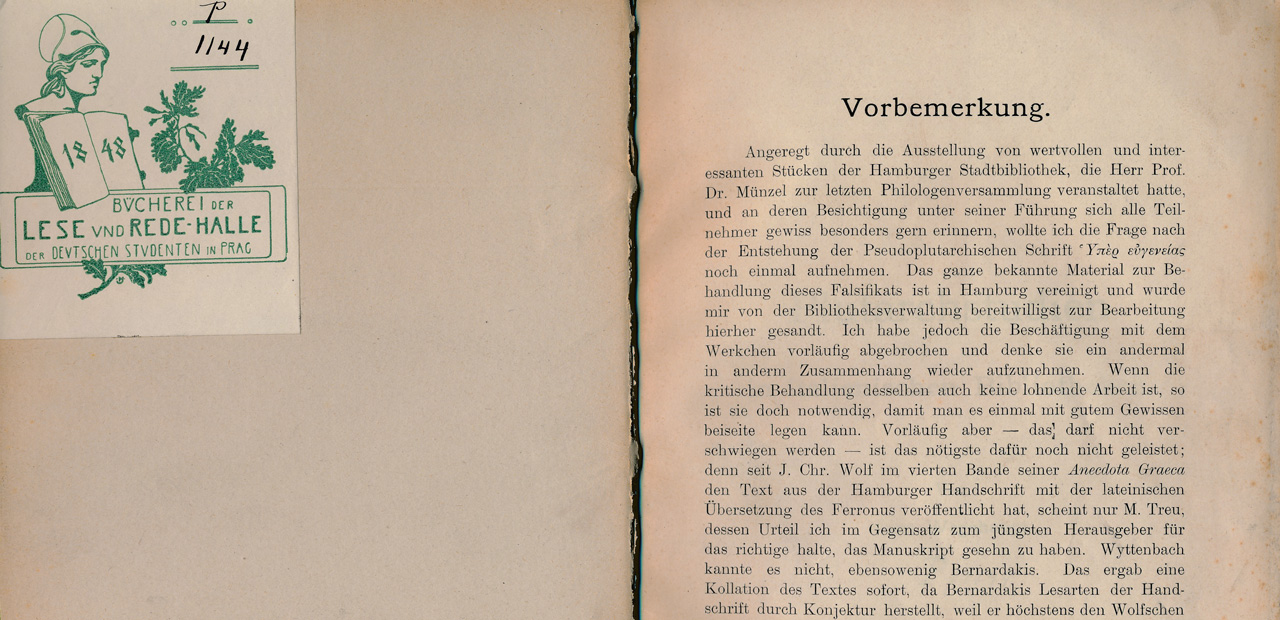 P
1144
18 48
BVCHEREI DER
LESE VND REDE-HALLE
DER DEVTSCHEN STVDENTEN IN PRAG
Vorbemerkung.
Angeregt durch die Ausstellung von wertvollen und inter-
essanten Stücken der Hamburger Stadtbibliothek, die Herr Prof.
Dr. Münzel zur letzten Philologenversammlung veranstaltet hatte,
und an deren Besichtigung unter seiner Führung sich alle Teil-
nehmer gewiss besonders gern erinnern, wollte ich die Frage nach
der Entstehung der Pseudoplutarchischen Schrift Ὑπὲρ εὐγενείας
noch einmal aufnehmen. Das ganze bekannte Material zur Be-
handlung dieses Falsifikats ist in Hamburg vereinigt und wurde
mir von der Bibliotheksverwaltung bereitwilligst zur Bearbeitung
hierher gesandt. Ich habe jedoch die Beschäftigung mit dem
Werkchen vorläufig abgebrochen und denke sie ein andermal
in anderm Zusammenhang wieder aufzunehmen. Wenn die
kritische Behandlung desselben auch keine lohnende Arbeit ist, so
ist sie doch notwendig, damit man es einmal mit gutem Gewissen
beiseite legen kann. Vorläufig aber — das darf nicht ver-
schwiegen werden — ist das nötigste dafür noch nicht geleistet;
denn seit J. Chr. Wolf im vierten Bande seiner Anecdota Graeca
den Text aus der Hamburger Handschrift mit der lateinischen
Übersetzung des Ferronus veröffentlicht hat, scheint nur M. Treu,
dessen Urteil ich im Gegensatz zum jüngsten Herausgeber für
das richtige halte, das Manuskript gesehn zu haben. Wyttenbach
kannte es nicht, ebensowenig Bernardakis. Das ergab eine
Kollation des Textes sofort, da Bernardakis Lesarten der Hand-
schrift durch Konjektur herstellt, weil er höchstens den Wolfschen